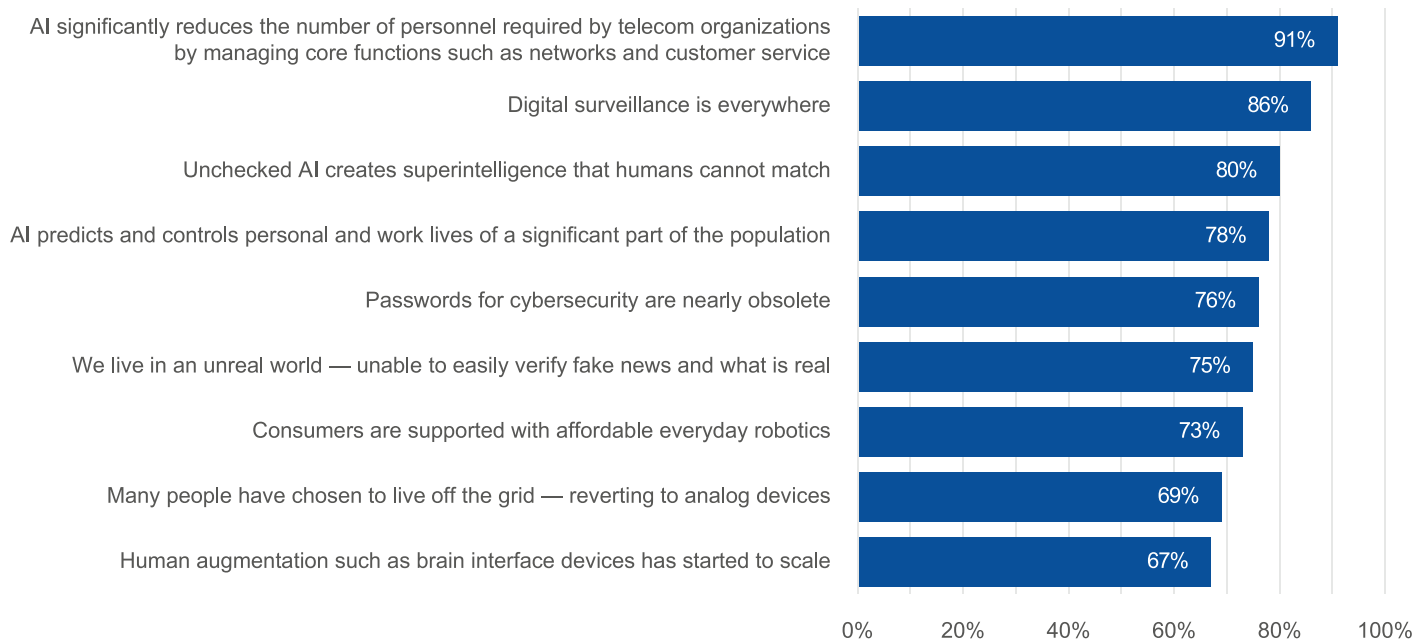 AI significantly reduces the number of personnel required by telecom organizations
by managing core functions such as networks and customer service
91%
Digital surveillance is everywhere
86%
Unchecked AI creates superintelligence that humans cannot match
80%
AI predicts and controls personal and work lives of a significant part of the population
78%
Passwords for cybersecurity are nearly obsolete
76%
We live in an unreal world — unable to easily verify fake news and what is real
75%
Consumers are supported with affordable everyday robotics
73%
Many people have chosen to live off the grid — reverting to analog devices
69%
Human augmentation such as brain interface devices has started to scale
67%
0% 20% 40% 60% 80% 100%